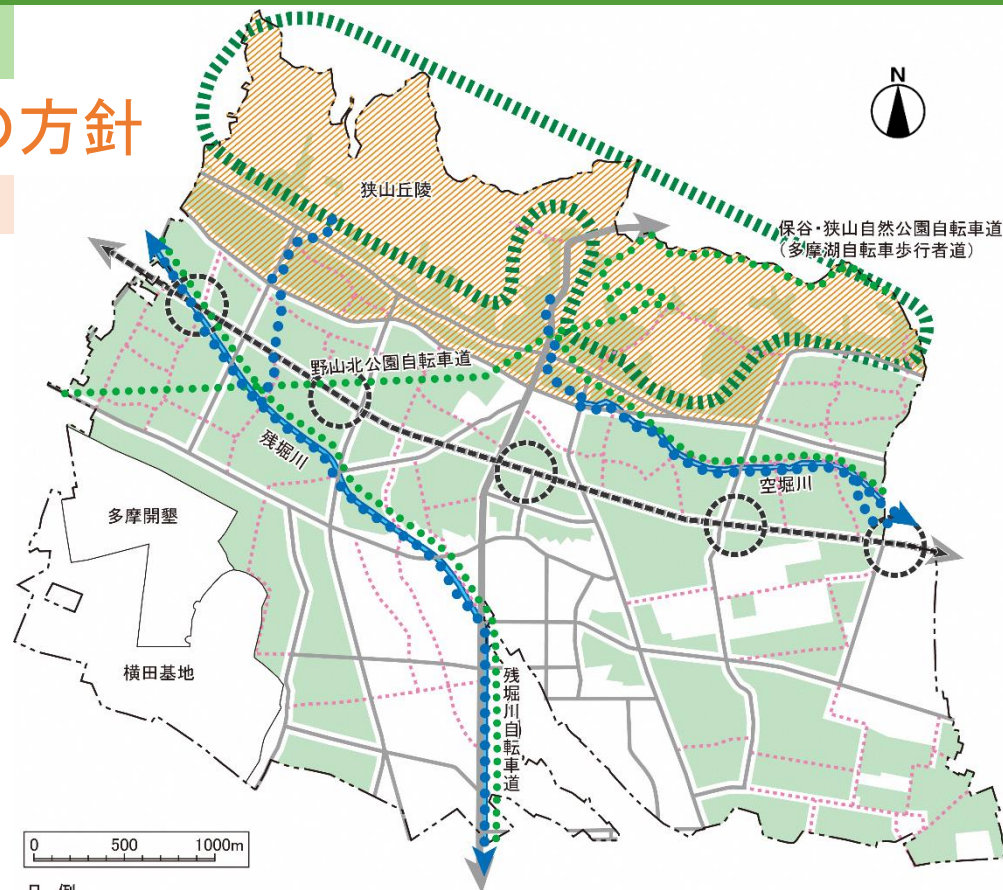 の方針
N
狭山丘陵
保谷・狭山自然公園自転車道
(多摩湖自転車歩行者道)
野山北公園自転車道
残堀川
空堀川
多摩開墾
横田基地
残堀川自転車道
0 500 1000m
凡 例